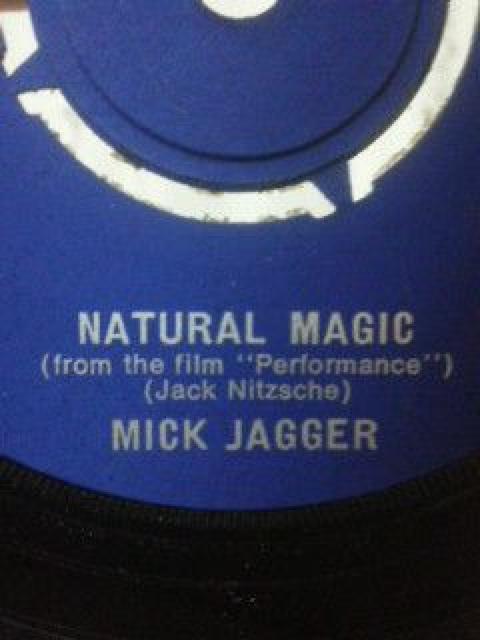 NATURAL MAGIC
(from the film "Performance")
(Jack Nitzsche)
MICK JAGGER